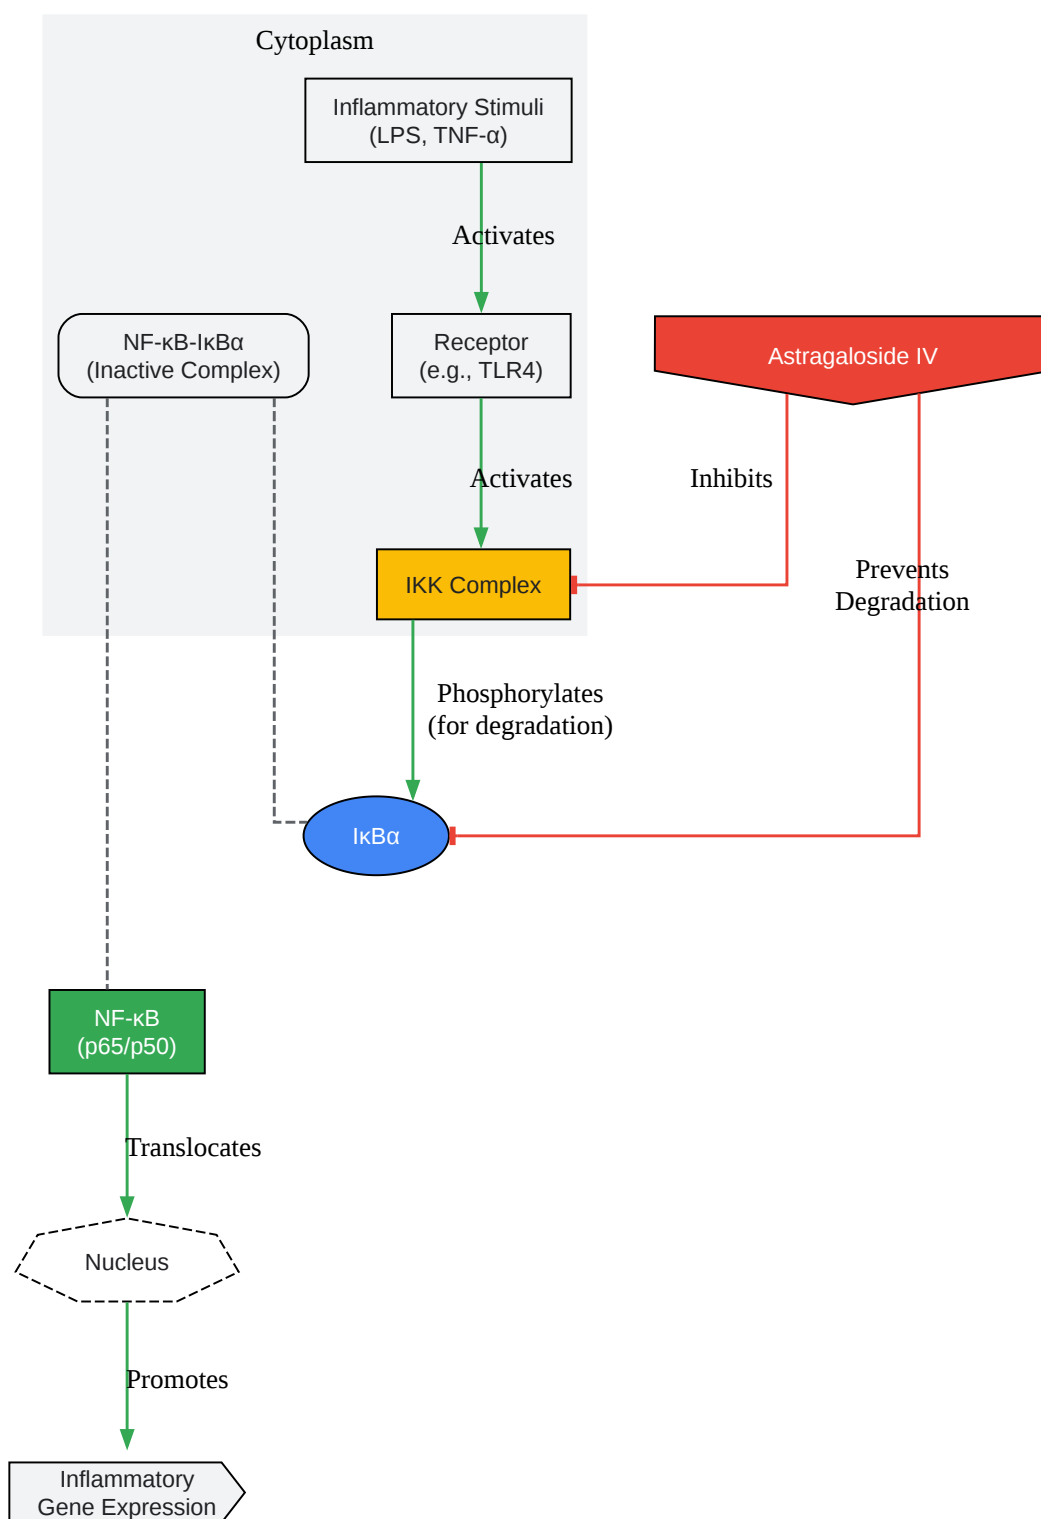 Cytoplasm
Inflammatory Stimuli
(LPS, TNF-α)
Activates
NF-κB-IκBα
(Inactive Complex)
Receptor
(e.g., TLR4)
Astragaloside IV
Activates
Inhibits
Prevents
Degradation
IKK Complex
Phosphorylates
(for degradation)
IκBα
NF-κB
(p65/p50)
Translocates
Nucleus
Promotes
Inflammatory
Gene Expression